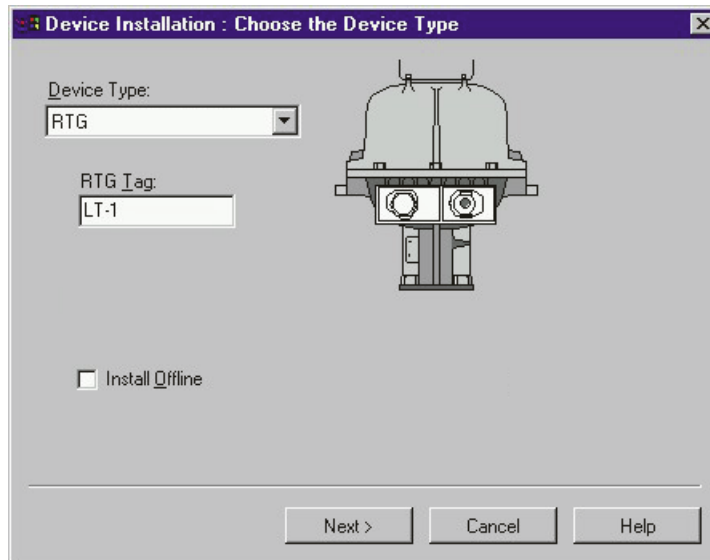 Device Installation : Choose the Device Type
Device Type:
RTG
RTG Tag:
LT-1
Install Offline
Next >
Cancel
Help